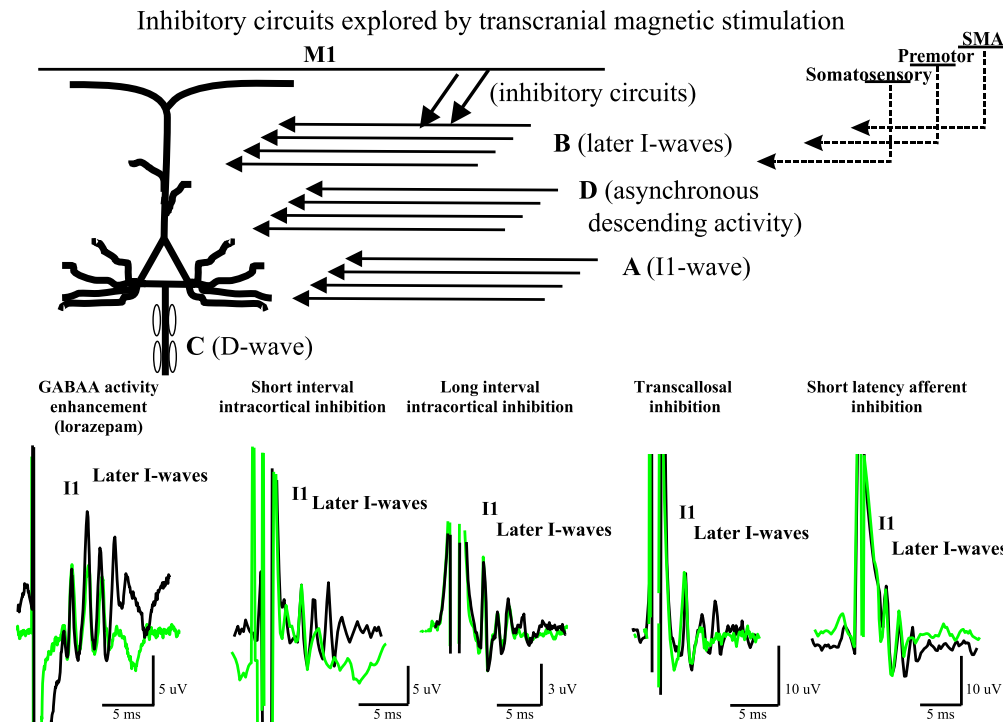 Inhibitory circuits explored by transcranial magnetic stimulation
M1
SMA
Premotor
Somatosensory
(inhibitory circuits)
B (later I-waves)
D (asynchronous
descending activity)
A (I1-wave)
C (D-wave)
GABAA activity
enhancement
(lorazepam)
Short interval
intracortical inhibition
Long interval
intracortical inhibition
Transcallosal
inhibition
Short latency afferent
inhibition
I1 Later I-waves
I1 Later I-waves
I1 Later I-waves
I1 Later I-waves
I1 Later I-waves
5 uV
5 ms
5 uV
5 ms
3 uV
5 ms
10 uV
5 ms
10 uV
5 ms